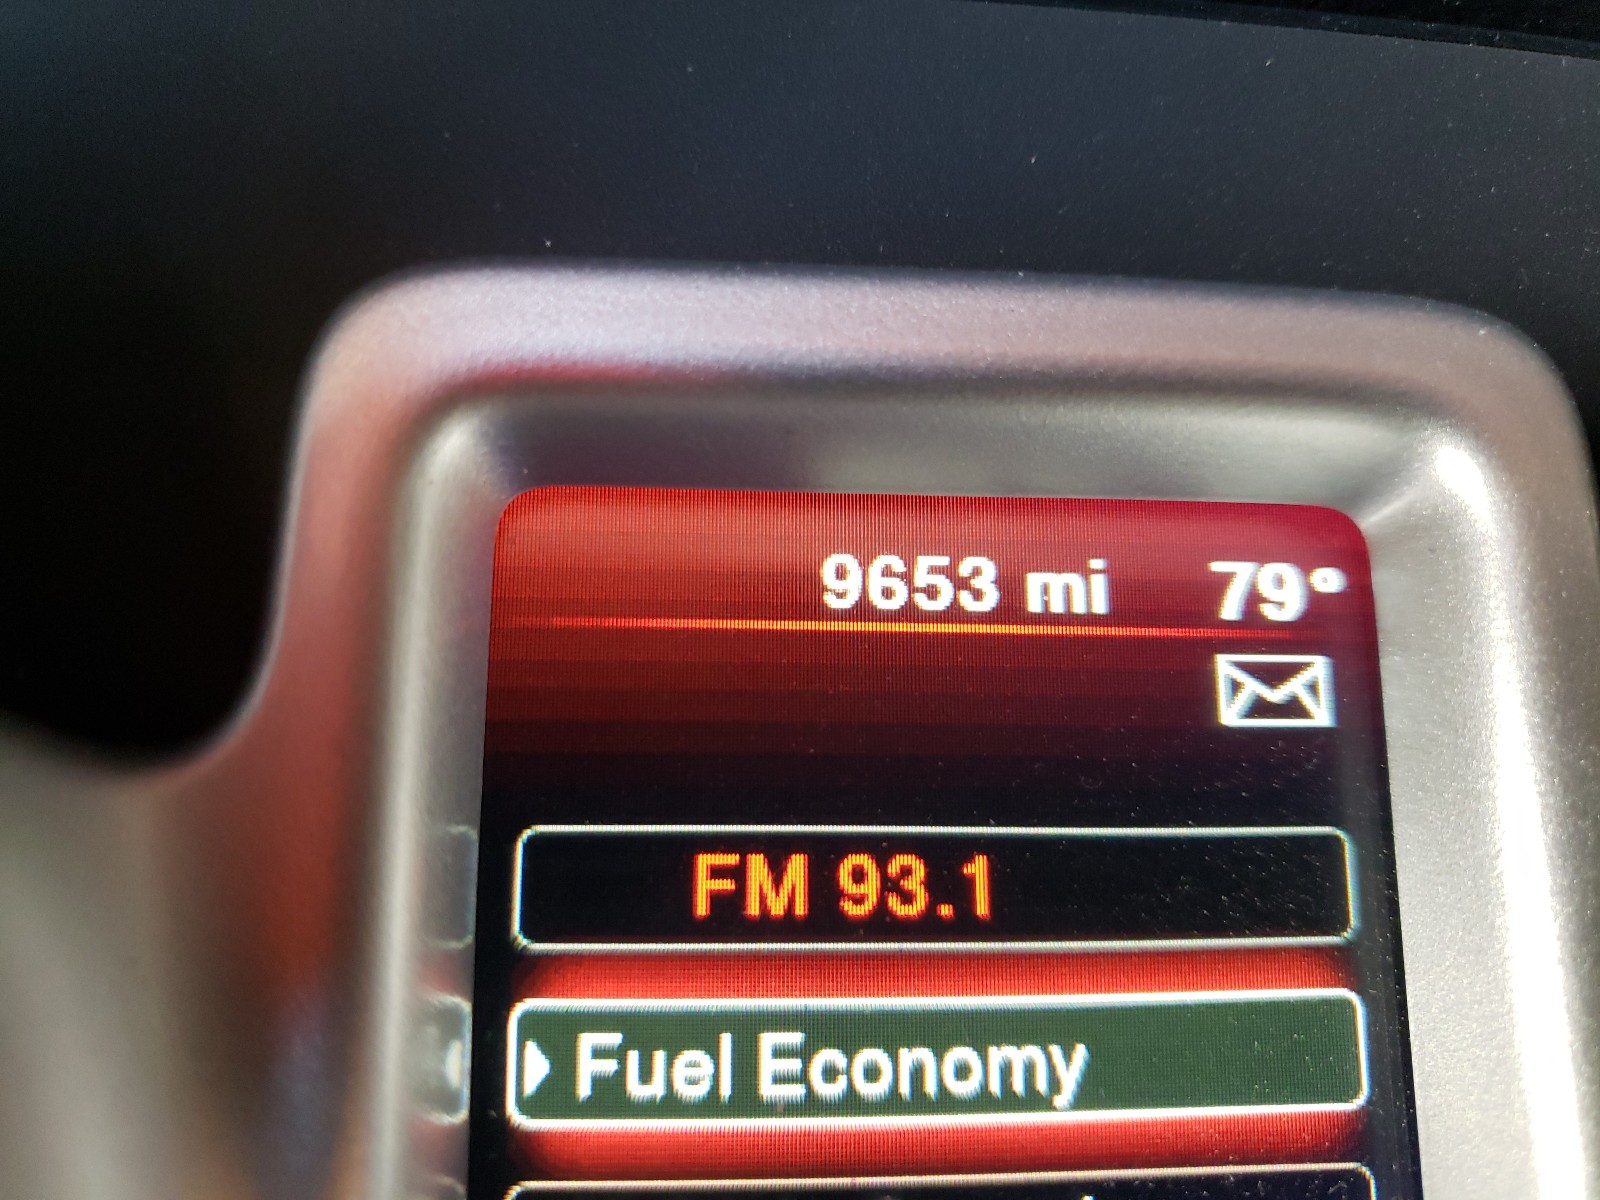 9653 mi 79°
FM 93.1
Fuel Economy